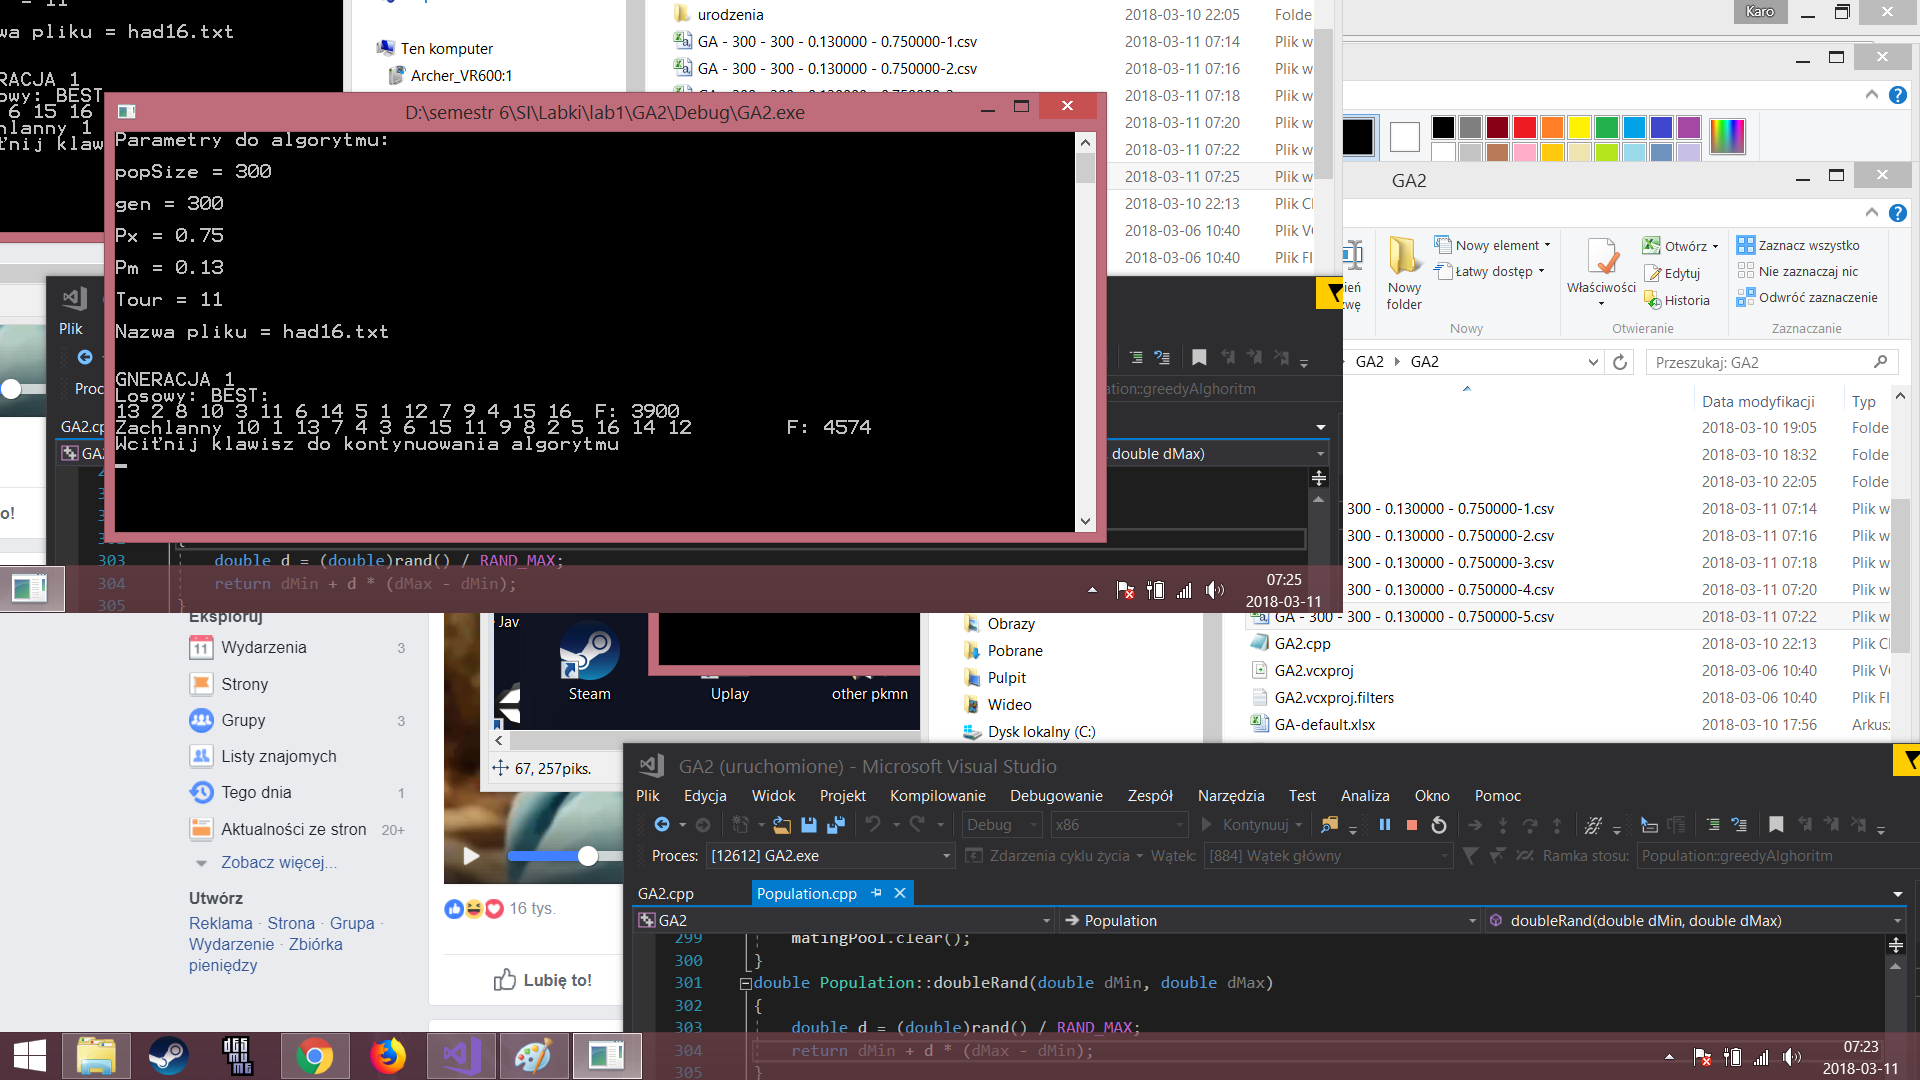 = 11
wa pliku = had16.txt
RACJA 1
owy: BEST
6 15 16
hlanny 1
Ten komputer
Archer_VR600:1
urodzenia 2018-03-10 22:05 Folde
GA - 300 - 300 - 0.130000 - 0.750000-1.csv 2018-03-11 07:14 Plik w
GA - 300 - 300 - 0.130000 - 0.750000-2.csv 2018-03-11 07:16 Plik w
2018-03-11 07:18 Plik w
2018-03-11 07:20 Plik w
2018-03-11 07:22 Plik w
2018-03-11 07:25 Plik w
2018-03-10 22:13 Plik C
2018-03-06 10:40 Plik V
2018-03-06 10:40 Plik FI
Karo
D:\semestr 6\SI\Labki\lab1\GA2\Debug\GA2.exe
Parametry do algorytmu:
popSize = 300
gen = 300
Px = 0.75
Pm = 0.13
Tour = 11
Nazwa pliku = had16.txt
GNERACJA 1
Losowy: BEST:
13 2 8 10 3 11 6 14 5 1 12 7 9 4 15 16 F: 3900
Zachlanny 10 1 13 7 4 3 6 15 11 9 8 2 5 16 14 12 F: 4574
Wciťnij klawisz do kontynuowania algorytmu
Plik
Proc
GA2.cp
GA
ation::greedyAlghoritm
, double dMax)
303 double d = (double)rand() / RAND_MAX;
304 return dMin + d * (dMax - dMin);
305 }
07:25
2018-03-11
GA2
Nowy folder
Nowy element
Łatwy dostęp
Nowy
Właściwości
Otwórz
Edytuj
Historia
Otwieranie
Zaznacz wszystko
Nie zaznaczaj nic
Odwróć zaznaczenie
Zaznaczanie
GA2 GA2
Przeszukaj: GA2
Data modyfikacji Typ
2018-03-10 19:05 Folde
2018-03-10 18:32 Folde
2018-03-10 22:05 Folde
300 - 0.130000 - 0.750000-1.csv 2018-03-11 07:14 Plik w
300 - 0.130000 - 0.750000-2.csv 2018-03-11 07:16 Plik w
300 - 0.130000 - 0.750000-3.csv 2018-03-11 07:18 Plik w
300 - 0.130000 - 0.750000-4.csv 2018-03-11 07:20 Plik w
GA - 300 - 300 - 0.130000 - 0.750000-5.csv 2018-03-11 07:22 Plik w
GA2.cpp 2018-03-10 22:13 Plik C
GA2.vcxproj 2018-03-06 10:40 Plik V
GA2.vcxproj.filters 2018-03-06 10:40 Plik FI
GA-default.xlsx 2018-03-10 17:56 Arkus
o!
Eksploruj
11 Wydarzenia 3
Strony
Grupy 3
Listy znajomych
Tego dnia 1
Aktualności ze stron 20+
Zobacz więcej...
Utwórz
Reklama · Strona · Grupa ·
Wydarzenie · Zbiórka
pieniędzy
16 tys.
Lubię to!
Jav
Steam
Uplay
other pkmn
67, 257piks.
Obrazy
Pobrane
Pulpit
Wideo
Dysk lokalny (C:)
GA2 (uruchomione) - Microsoft Visual Studio
Plik Edycja Widok Projekt Kompilowanie Debugowanie Zespół Narzędzia Test Analiza Okno Pomoc
Debug x86 Kontynuuj
Proces: [12612] GA2.exe Zdarzenia cyklu życia Wątek: [884] Wątek główny Ramka stosu: Population::greedyAlghoritm
GA2.cpp Population.cpp
GA2 Population doubleRand(double dMin, double dMax)
299 matingPool.clear();
300 }
301 double Population::doubleRand(double dMin, double dMax)
302 {
303 double d = (double)rand() / RAND_MAX;
304 return dMin + d * (dMax - dMin);
305 }
07:23
2018-03-11